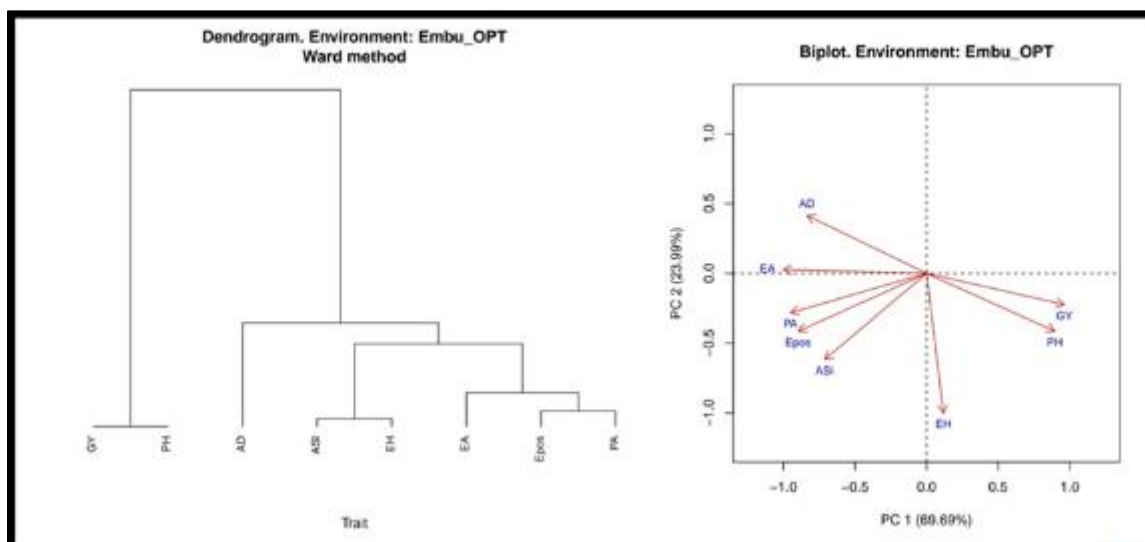 Dendrogram. Environment: Embu_OPT
Ward method
GY
PH
AD
ASI
EH
EA
Epos
PA
Trait
Biplot. Environment: Embu_OPT
PC 2 (23.99%)
1.0
0.5
0.0
−0.5
−1.0
AD
EA
PA
Epos
ASI
EH
GY
PH
−1.0 −0.5 0.0 0.5 1.0
PC 1 (69.69%)